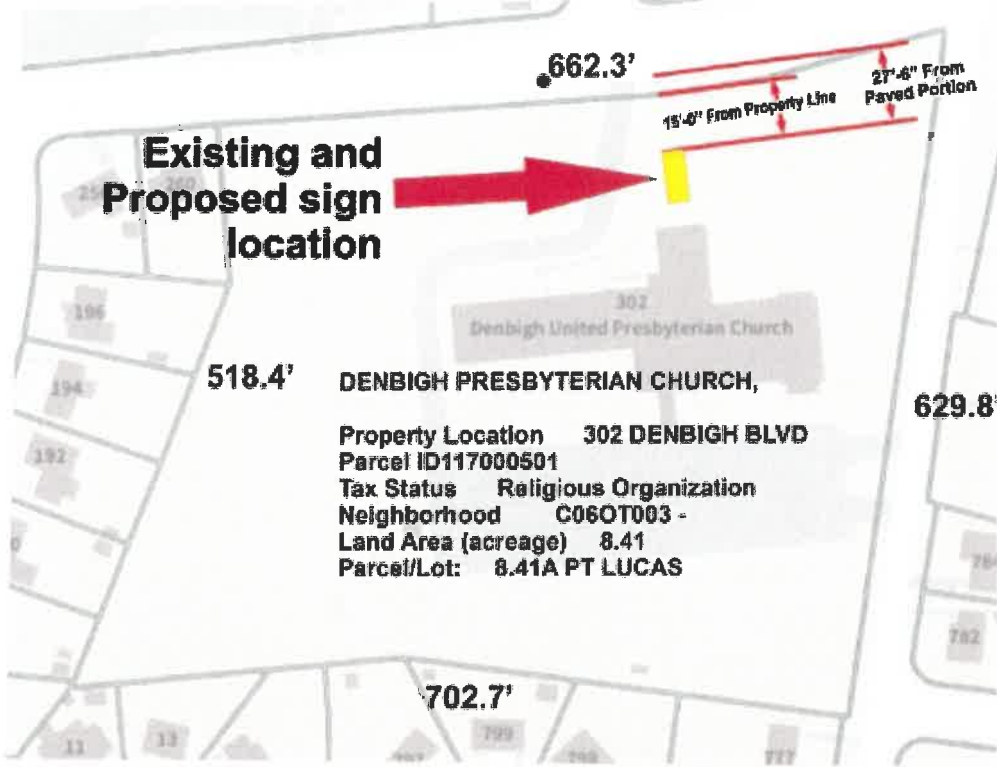 662.3'
27'-6" From
Paved Portion
15'-0" From Property Line
Existing and
Proposed sign
location
260
196
302
Denbigh United Presbyterian Church
194
518.4'
DENBIGH PRESBYTERIAN CHURCH,
629.8'
Property Location 302 DENBIGH BLVD
Parcel ID117000501
192
Tax Status Religious Organization
Neighborhood C06OT003 -
Land Area (acreage) 8.41
Parcel/Lot: 8.41A PT LUCAS
782
702.7'
11
13
799
777